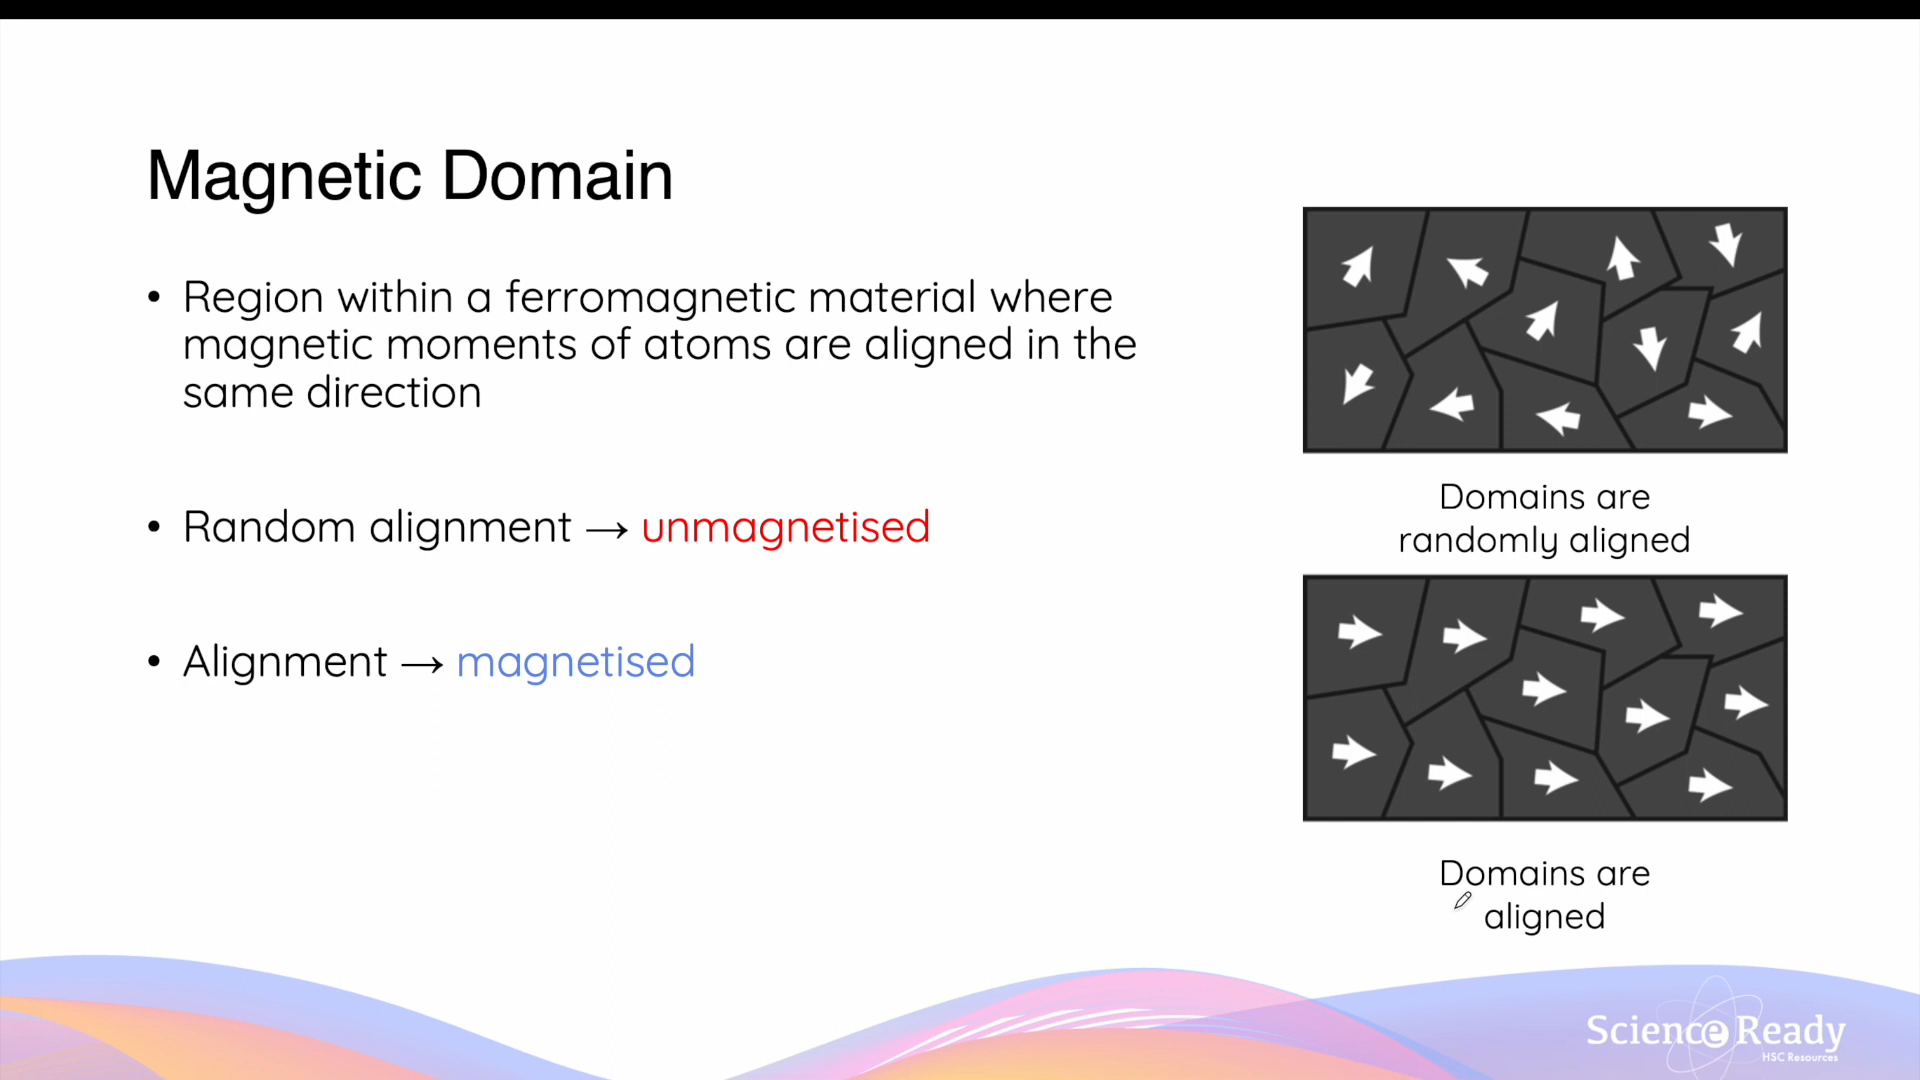 Magnetic Domain
• Region within a ferromagnetic material where
magnetic moments of atoms are aligned in the
same direction
• Random alignment → unmagnetised
• Alignment → magnetised
Domains are
randomly aligned
Domains are
aligned
Science Ready
HSC Resources